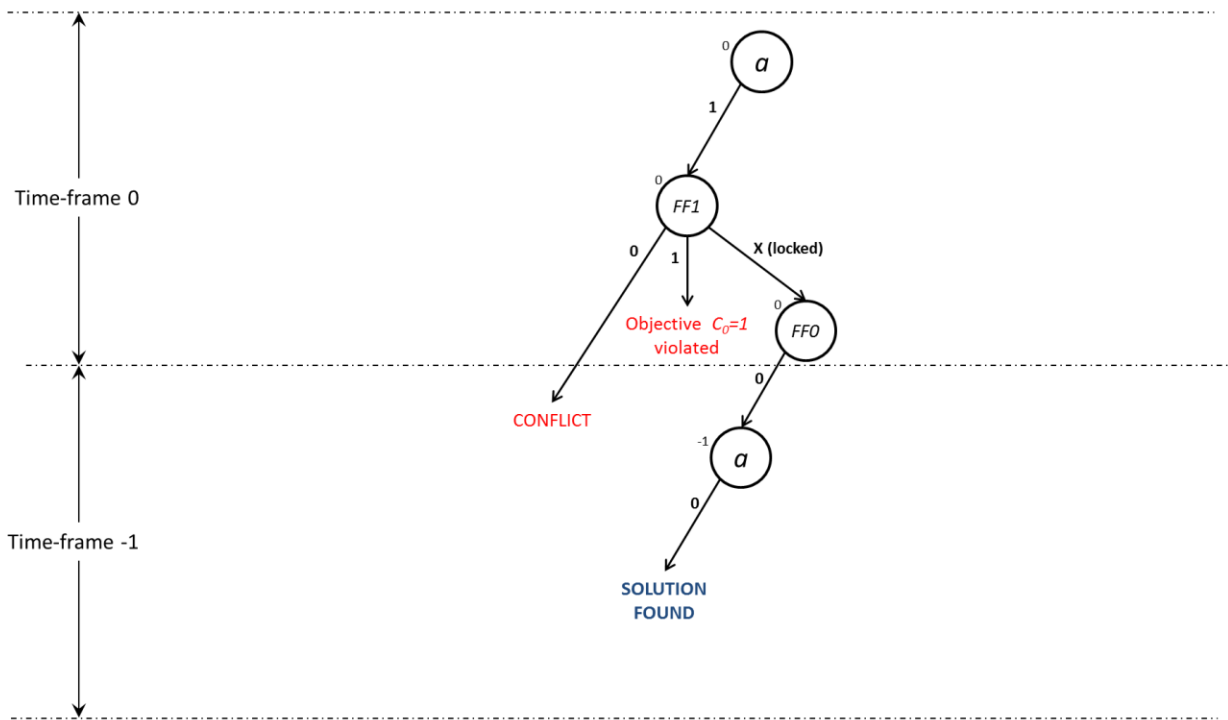 0
a
1
Time-frame 0
0
FF1
0
1
X (locked)
0
Objective C₀=1
violated
FF0
0
CONFLICT
-1
a
0
Time-frame -1
SOLUTION
FOUND